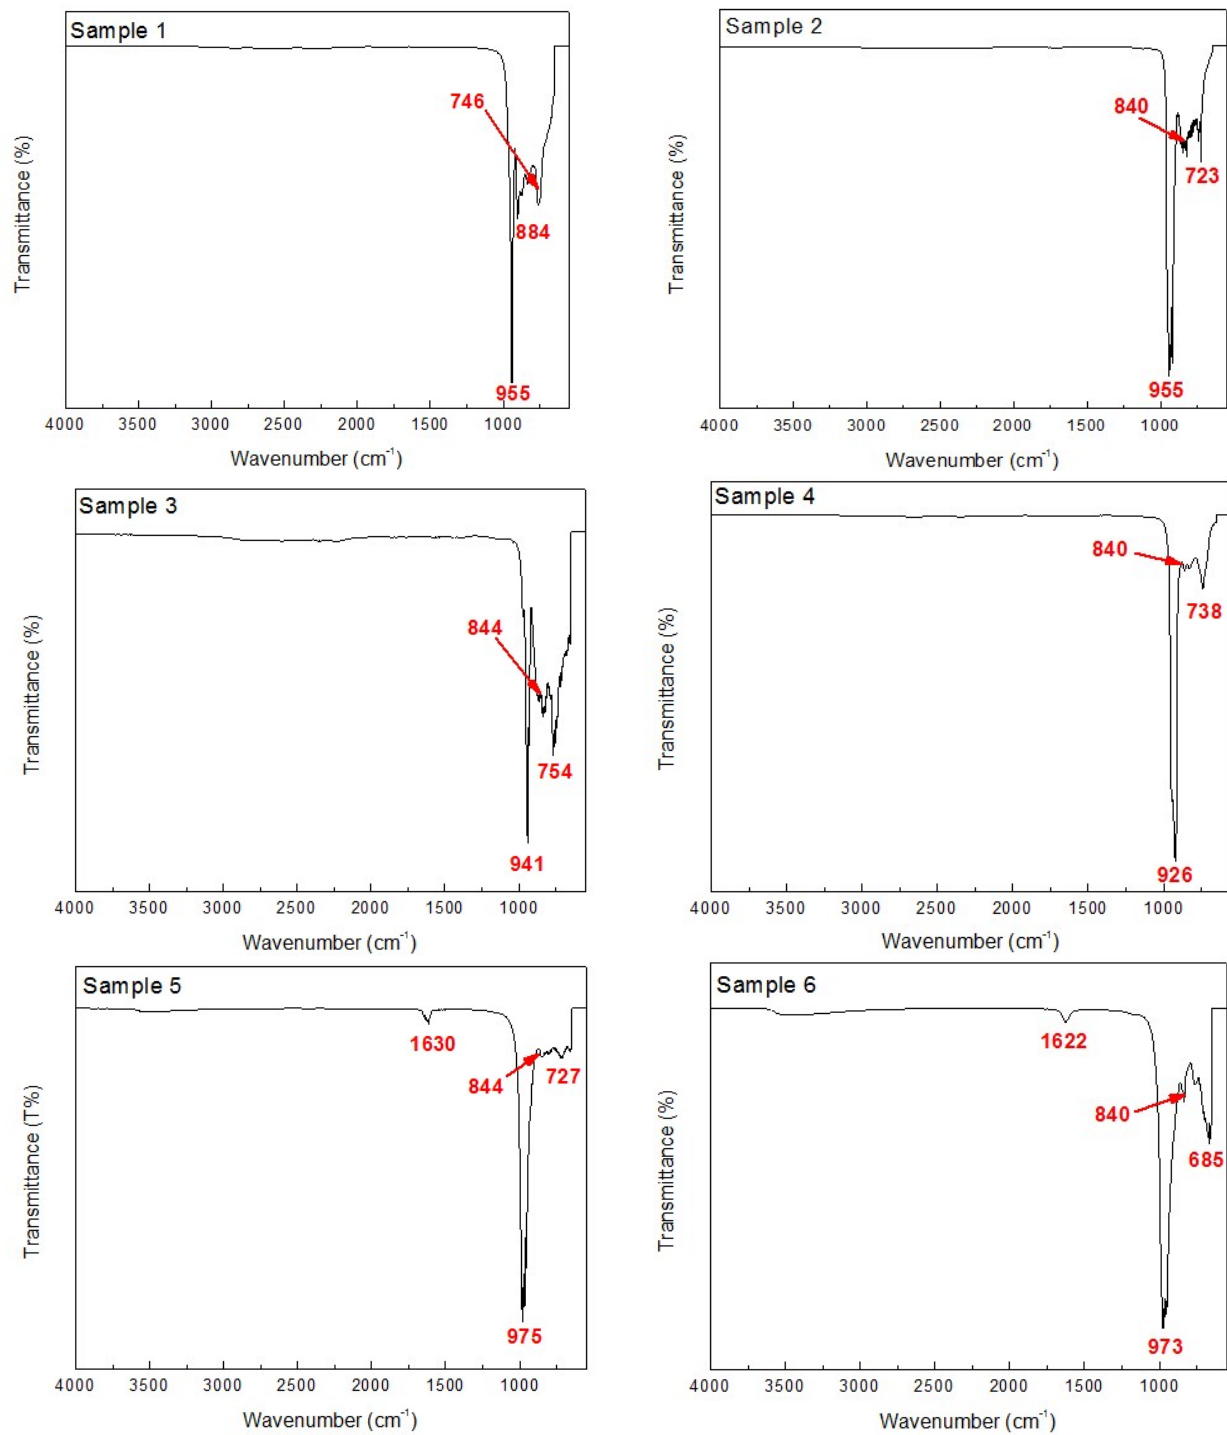 Sample 1
Transmittance (%)
746
884
955
4000 3500 3000 2500 2000 1500 1000
Wavenumber (cm⁻¹)
Sample 2
Transmittance (%)
840
723
955
4000 3500 3000 2500 2000 1500 1000
Wavenumber (cm⁻¹)
Sample 3
Transmittance (%)
844
754
941
4000 3500 3000 2500 2000 1500 1000
Wavenumber (cm⁻¹)
Sample 4
Transmittance (%)
840
738
926
4000 3500 3000 2500 2000 1500 1000
Wavenumber (cm⁻¹)
Sample 5
Transmittance (T%)
1630
844
727
975
4000 3500 3000 2500 2000 1500 1000
Wavenumber (cm⁻¹)
Sample 6
Transmittance (%)
1622
840
685
973
4000 3500 3000 2500 2000 1500 1000
Wavenumber (cm⁻¹)